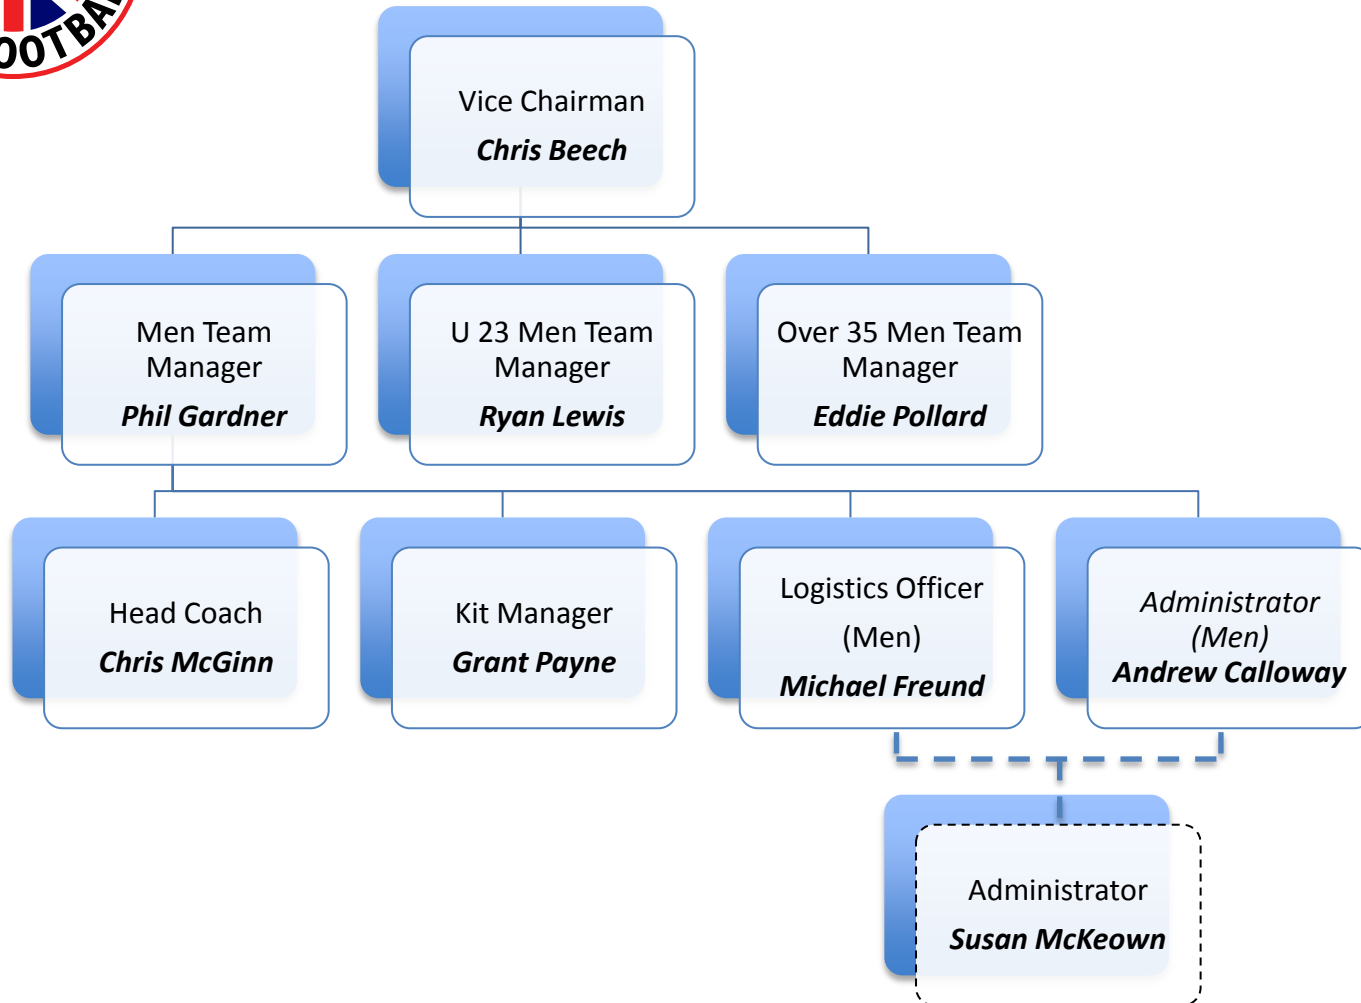 Vice Chairman
Chris Beech
Men Team
Manager
Phil Gardner
U 23 Men Team
Manager
Ryan Lewis
Over 35 Men Team
Manager
Eddie Pollard
Head Coach
Chris McGinn
Kit Manager
Grant Payne
Logistics Officer
(Men)
Michael Freund
Administrator
(Men)
Andrew Calloway
Administrator
Susan McKeown